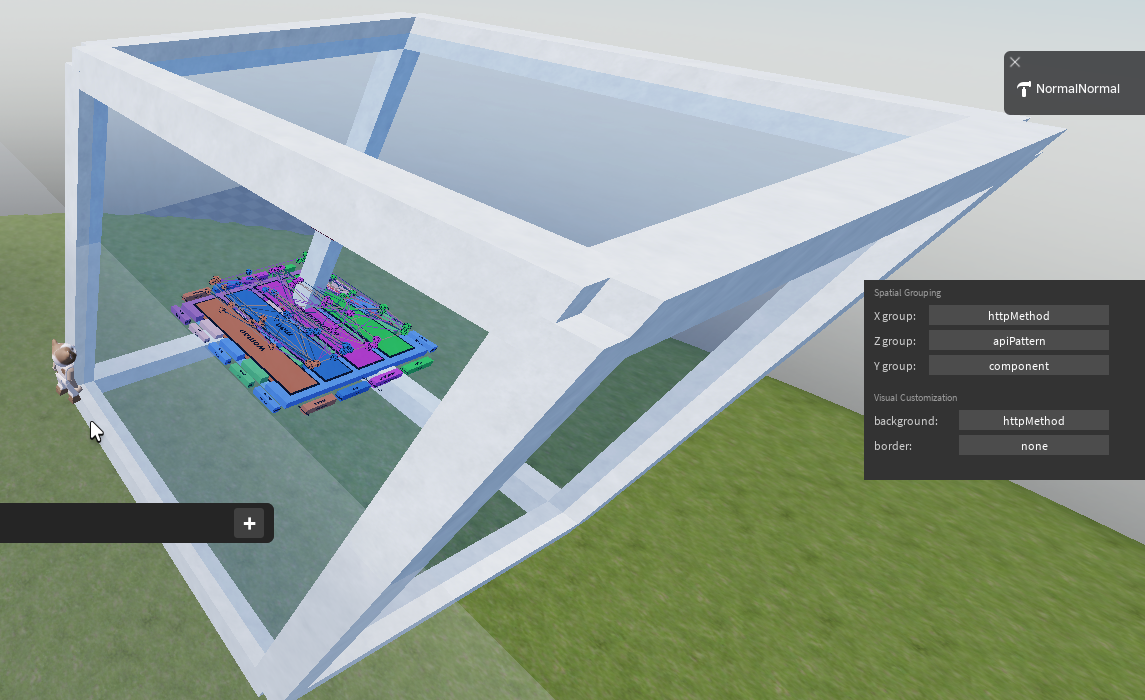 NormalNormal
Spatial Grouping
X group: httpMethod
Z group: apiPattern
Y group: component
Visual Customization
background: httpMethod
border: none